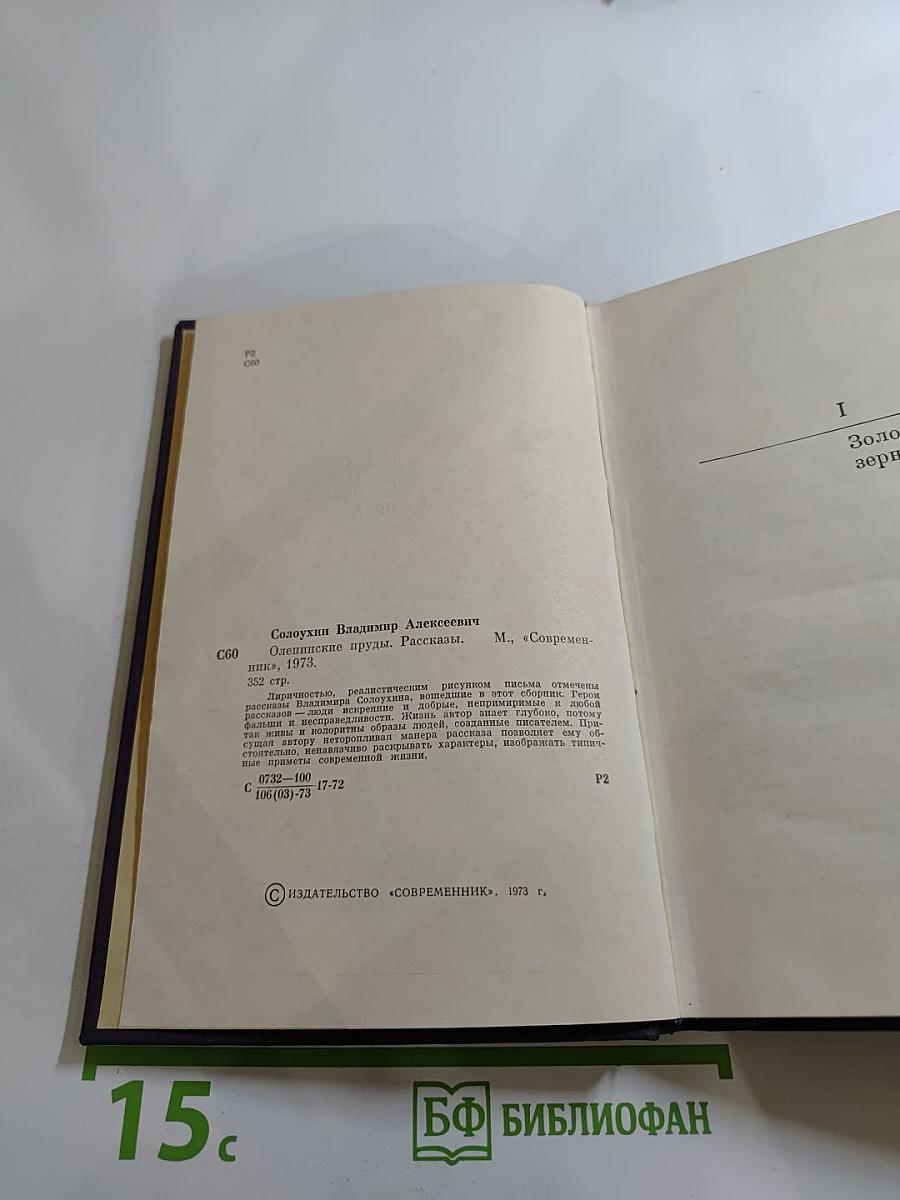 Р2
С60
Солоухин Владимир Алексеевич
С60 Олепинские пруды. Рассказы. М., «Современ-
ник», 1973.
352 стр.
Лиричностью, реалистическим рисунком письма отмечены
рассказы Владимира Солоухина, вошедшие в этот сборник. Герои
рассказов — люди искренние и добрые, непримиримые к любой
фальши и несправедливости. Жизнь автор знает глубоко, потому
так живы и колоритны образы людей, созданные писателем. При-
сущая автору неторопливая манера рассказа позволяет ему об-
стоятельно, ненавязчиво раскрывать характеры, изображать типич-
ные приметы современной жизни.
С 0732—100
106(03)-73 17-72 Р2
© ИЗДАТЕЛЬСТВО «СОВРЕМЕННИК». 1973 г.
I
Золо
зерн
15 с
БФ БИБЛИОФАН